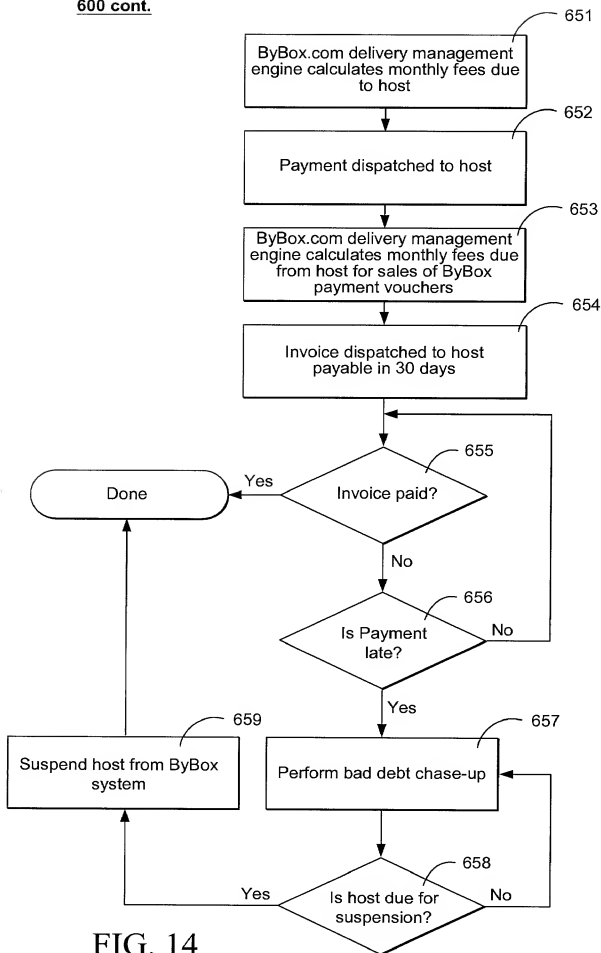 600 cont.
651
ByBox.com delivery management
engine calculates monthly fees due
to host
652
Payment dispatched to host
653
ByBox.com delivery management
engine calculates monthly fees due
from host for sales of ByBox
payment vouchers
654
Invoice dispatched to host
payable in 30 days
655
Invoice paid?
Yes
Done
No
656
Is Payment
late?
No
Yes
657
Perform bad debt chase-up
659
Suspend host from ByBox
system
658
Is host due for
suspension?
Yes
No
FIG. 14